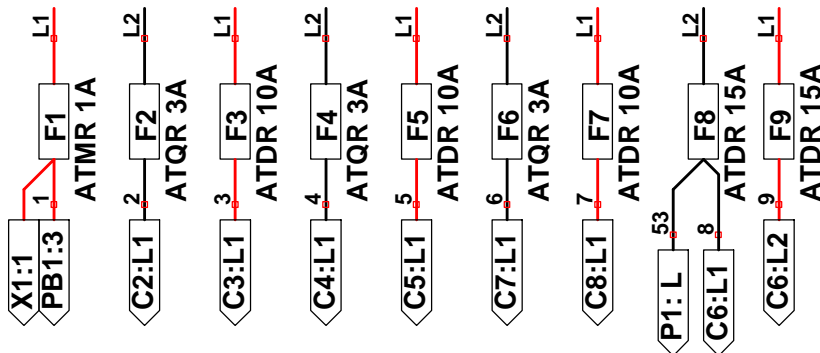 L1
F1
ATMR 1A
1
X1:1
PB1:3
L2
F2
ATQR 3A
2
C2:L1
L1
F3
ATDR 10A
3
C3:L1
L2
F4
ATQR 3A
4
C4:L1
L1
F5
ATDR 10A
5
C5:L1
L2
F6
ATQR 3A
6
C7:L1
L1
F7
ATDR 10A
7
C8:L1
L2
F8
ATDR 15A
53
8
P1: L
C6:L1
L1
F9
ATDR 15A
9
C6:L2